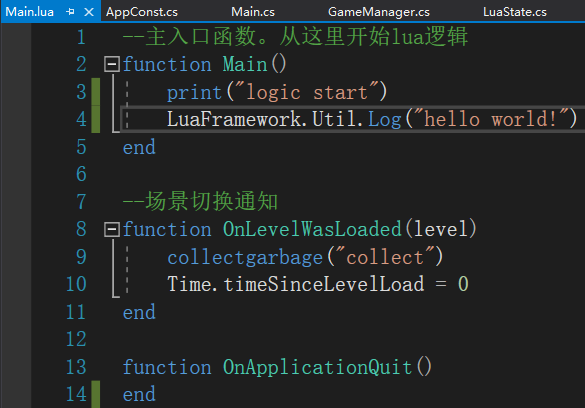 Main.lua AppConst.cs Main.cs GameManager.cs LuaState.cs
1 --主入口函数。从这里开始lua逻辑
2 function Main()
3 print("logic start")
4 LuaFramework.Util.Log("hello world!")
5 end
6
7 --场景切换通知
8 function OnLevelWasLoaded(level)
9 collectgarbage("collect")
10 Time.timeSinceLevelLoad = 0
11 end
12
13 function OnApplicationQuit()
14 end